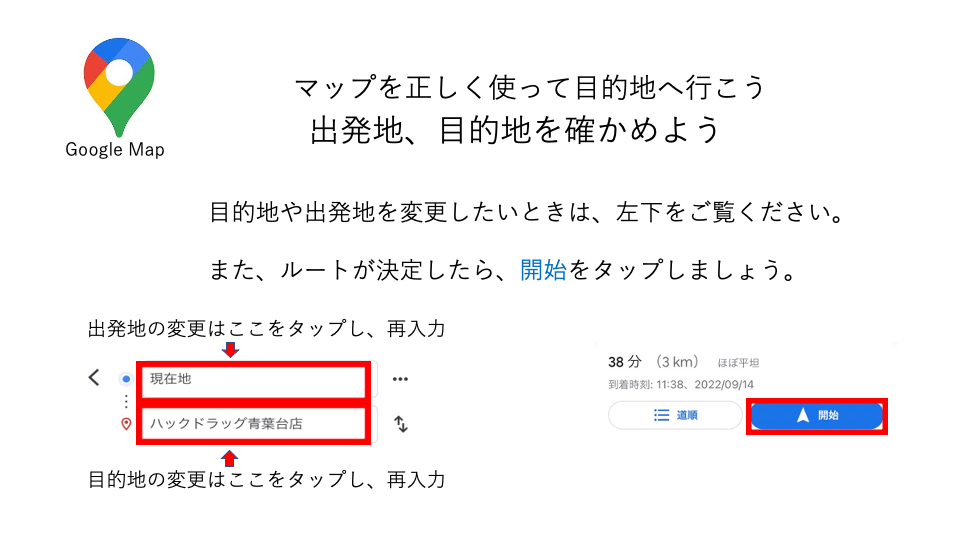 マップを正しく使って目的地へ行こう
出発地、目的地を確かめよう
Google Map
目的地や出発地を変更したいときは、左下をご覧ください。
また、ルートが決定したら、開始をタップしましょう。
出発地の変更はここをタップし、再入力
現在地
ハックドラッグ青葉台店
目的地の変更はここをタップし、再入力
38 分 （3 km） ほぼ平坦
到着時刻: 11:38、2022/09/14
道順 開始